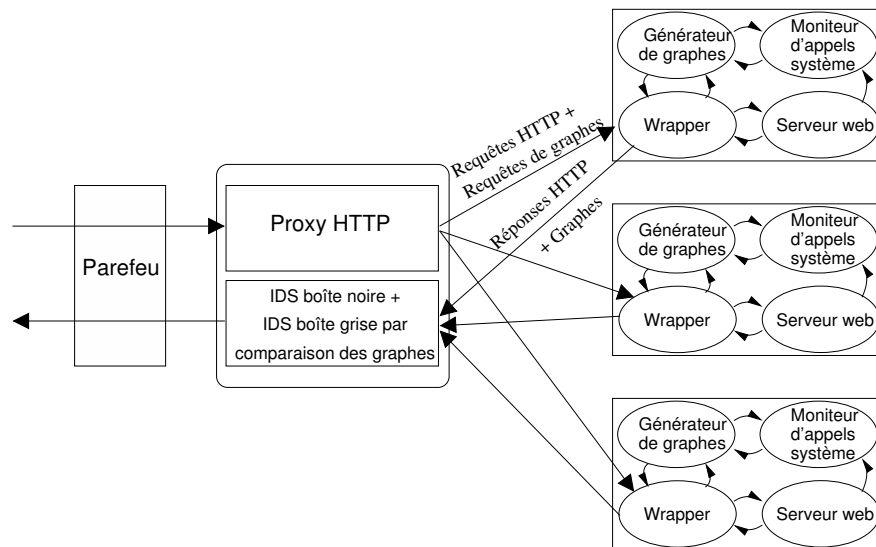 Parefeu
Proxy HTTP
IDS boîte noire +
IDS boîte grise par
comparaison des graphes
Requêtes HTTP +
Requêtes de graphes
Réponses HTTP
+ Graphes
Générateur
de graphes
Moniteur
d'appels
système
Wrapper
Serveur web
Générateur
de graphes
Moniteur
d'appels
système
Wrapper
Serveur web
Générateur
de graphes
Moniteur
d'appels
système
Wrapper
Serveur web